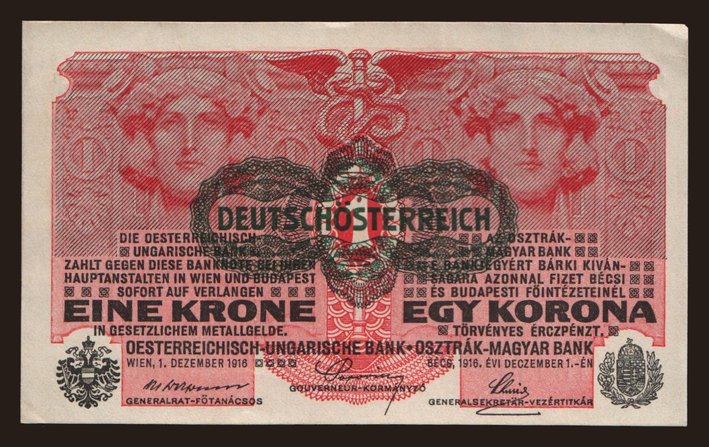 DEUTSCHÖSTERREICH
DIE OESTERREICHISCH-
UNGARISCHE BANK
ZAHLT GEGEN DIESE BANKNOTE BEI IHREN
HAUPTANSTALTEN IN WIEN UND BUDAPEST
SOFORT AUF VERLANGEN
EINE KRONE
IN GESETZLICHEM METALLGELDE.
AZ OSZTRÁK-
MAGYAR BANK
E BANKJEGYÉRT BÁRKI KIVÁN-
SÁGÁRA AZONNAL FIZET BÉCSI
ÉS BUDAPESTI FŐINTÉZETEINÉL
EGY KORONA
TÖRVÉNYES ÉRCZPÉNZT.
OESTERREICHISCH-UNGARISCHE BANK • OSZTRÁK-MAGYAR BANK
WIEN, 1. DEZEMBER 1916
BÉCS, 1916. ÉVI DECZEMBER 1.-ÉN
GENERALRAT-FŐTANÁCSOS
GOUVERNEUR-KORMÁNYZÓ
GENERALSEKRETÄR-VEZÉRTITKÁR